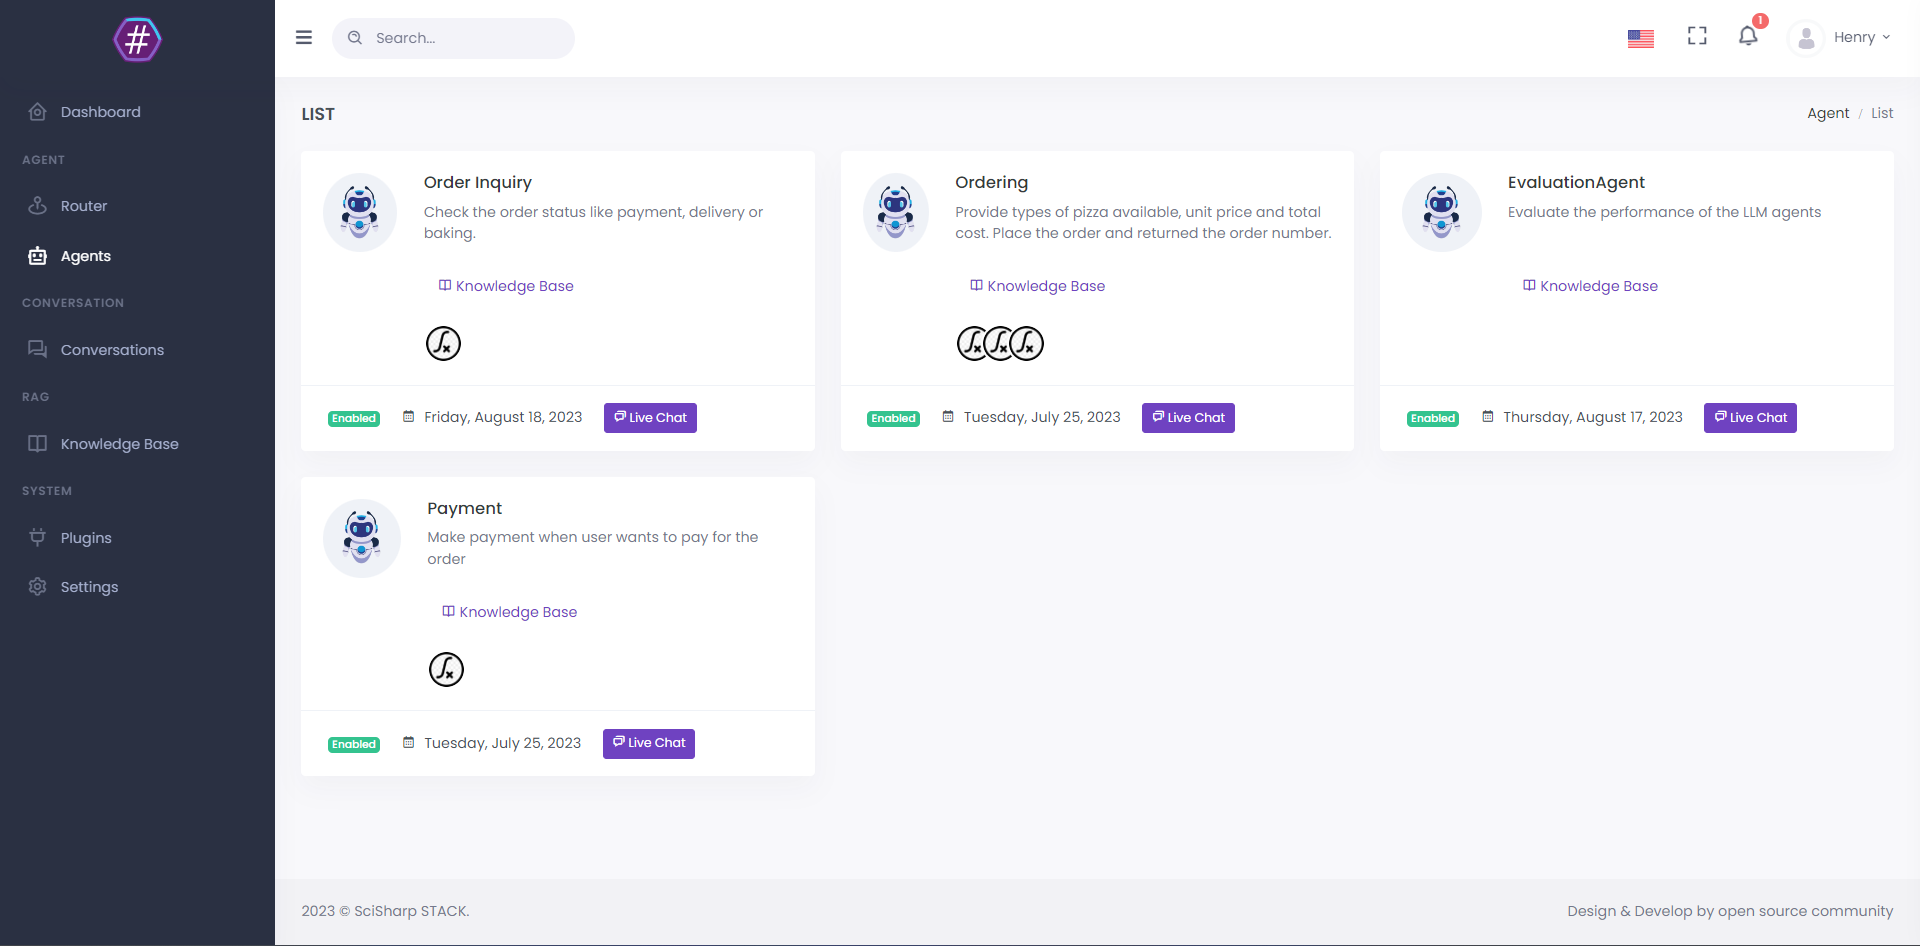 #
Search...
1
Henry
Dashboard
AGENT
Router
Agents
CONVERSATION
Conversations
RAG
Knowledge Base
SYSTEM
Plugins
Settings
LIST
Agent / List
Order Inquiry
Check the order status like payment, delivery or
baking.
Knowledge Base
Enabled
Friday, August 18, 2023
Live Chat
Ordering
Provide types of pizza available, unit price and total
cost. Place the order and returned the order number.
Knowledge Base
Enabled
Tuesday, July 25, 2023
Live Chat
EvaluationAgent
Evaluate the performance of the LLM agents
Knowledge Base
Enabled
Thursday, August 17, 2023
Live Chat
Payment
Make payment when user wants to pay for the
order
Knowledge Base
Enabled
Tuesday, July 25, 2023
Live Chat
2023 © SciSharp STACK.
Design & Develop by open source community